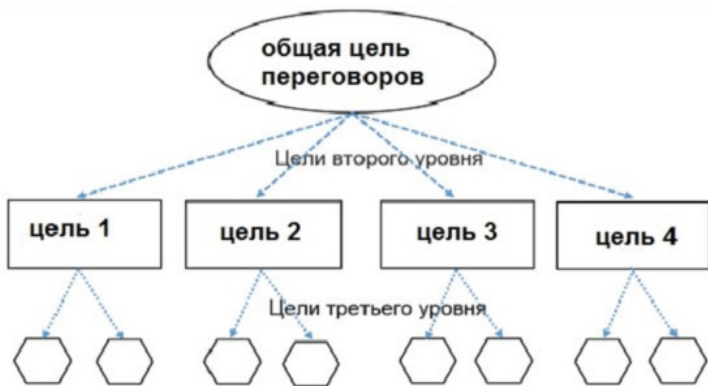 общая цель
переговоров
Цели второго уровня
цель 1
цель 2
цель 3
цель 4
Цели третьего уровня